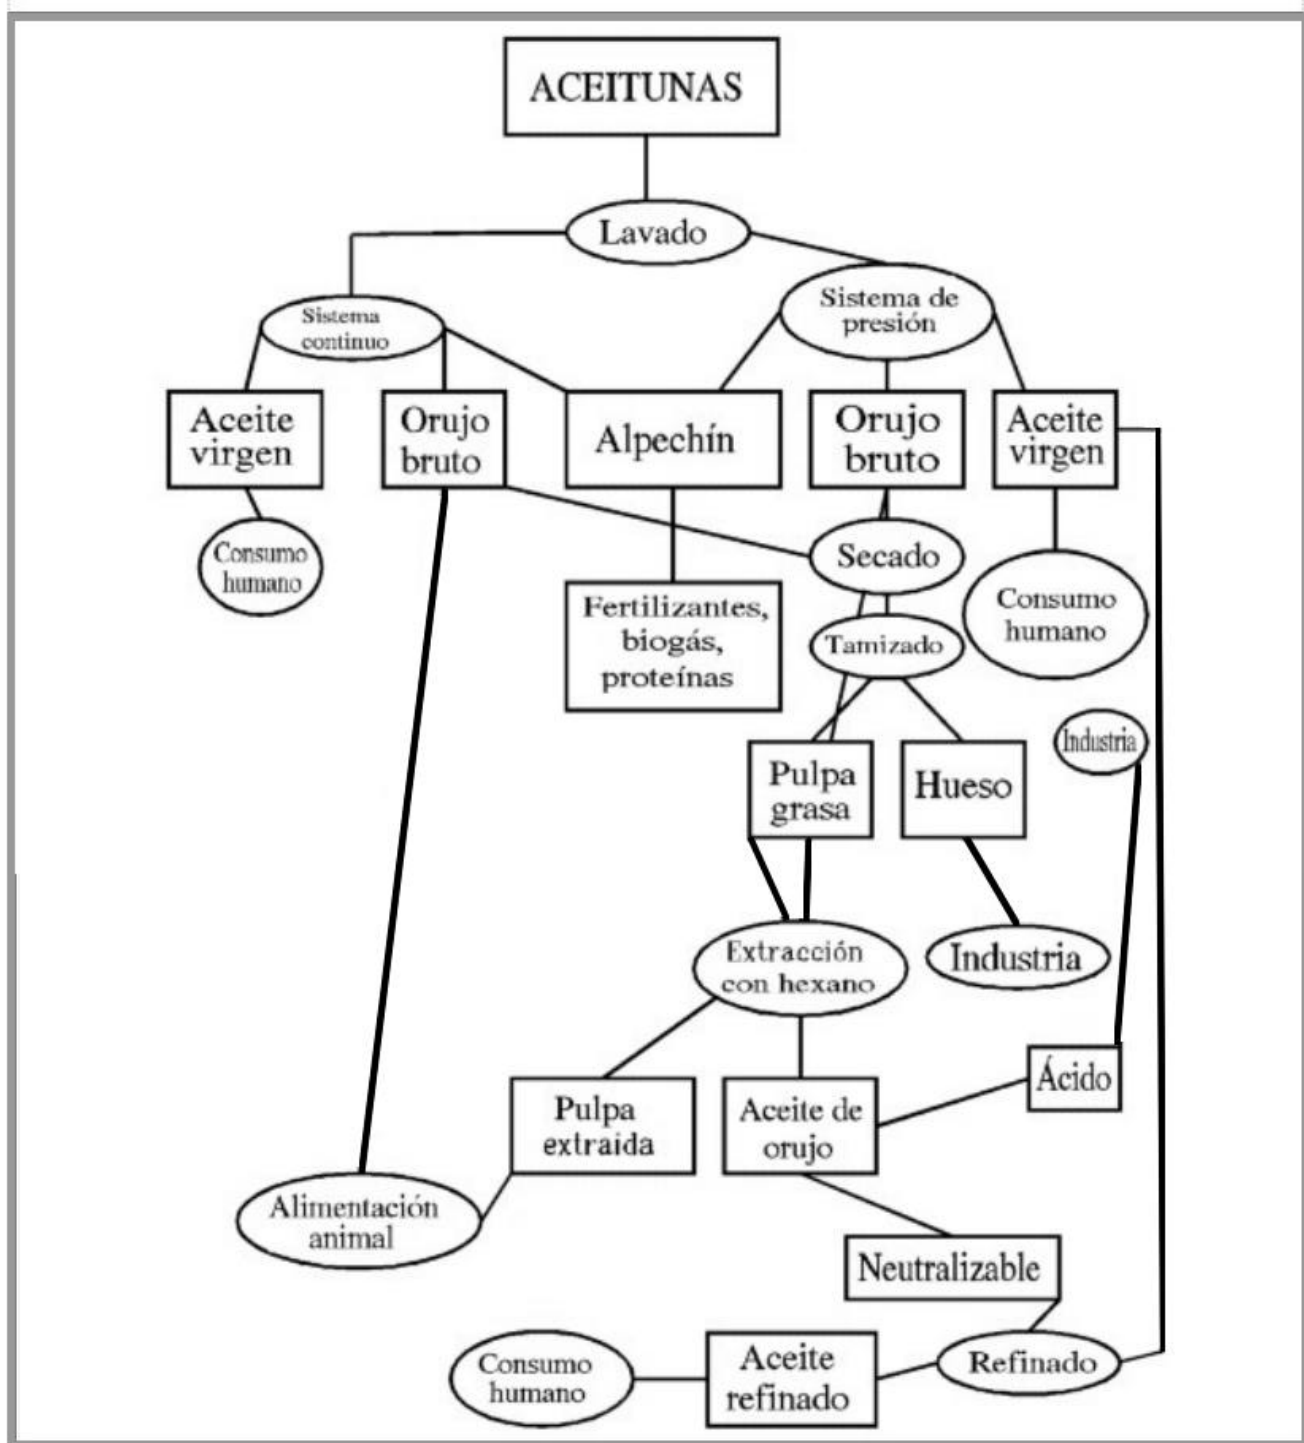 ACEITUNAS
Lavado
Sistema
continuo
Sistema de
presión
Aceite
virgen
Orujo
bruto
Alpechín
Orujo
bruto
Aceite
virgen
Consumo
humano
Secado
Consumo
humano
Fertilizantes,
biogás,
proteínas
Tamizado
Industria
Pulpa
grasa
Hueso
Extracción
con hexano
Industria
Ácido
Pulpa
extraida
Aceite de
orujo
Alimentación
animal
Neutralizable
Consumo
humano
Aceite
refinado
Refinado